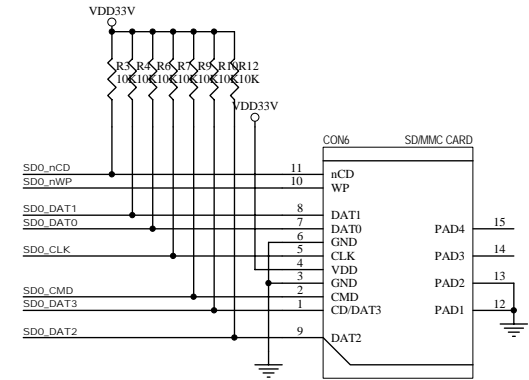 VDD33V
R3 R4 R6 R7 R9 R10 R12
10K 10K 10K 10K 10K 10K 10K
VDD33V
CON6 SD/MMC CARD
SD0_nCD 11 nCD
SD0_nWP 10 WP
SD0_DAT1 8 DAT1
SD0_DAT0 7 DAT0 PAD4 15
6 GND
SD0_CLK 5 CLK PAD3 14
4 VDD
3 GND PAD2 13
SD0_CMD 2 CMD
SD0_DAT3 1 CD/DAT3 PAD1 12
SD0_DAT2 9 DAT2